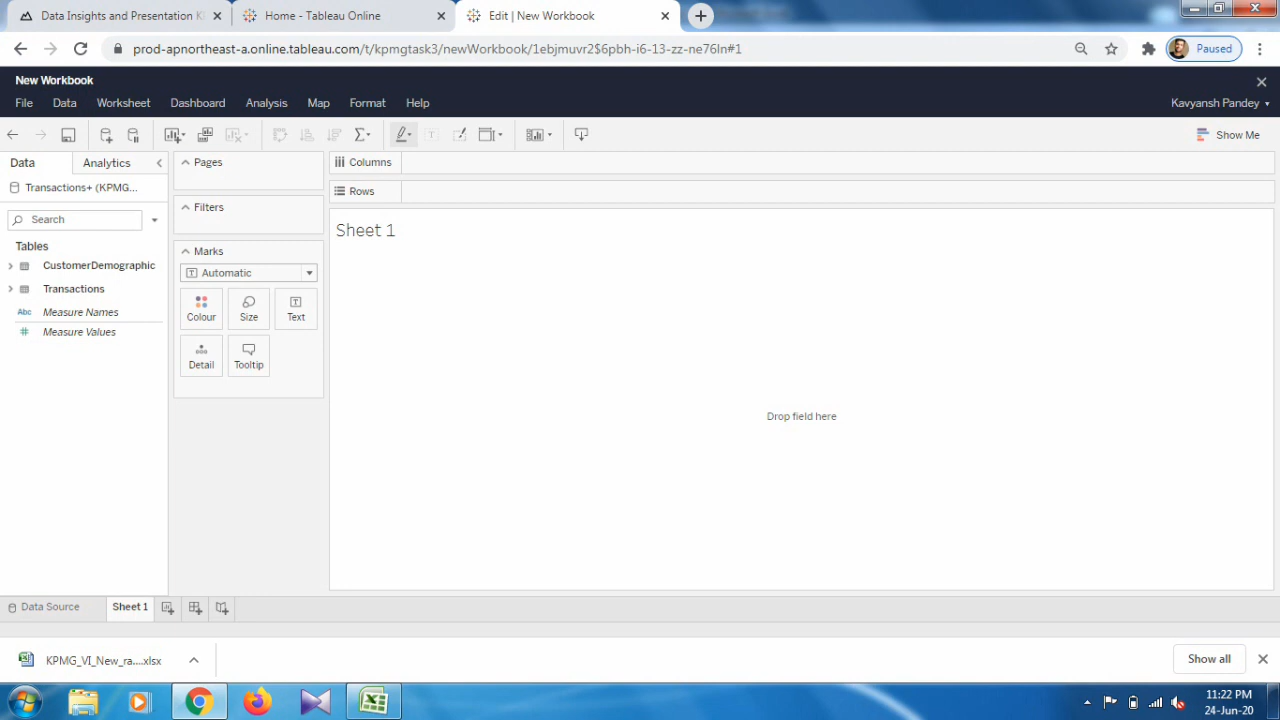 Data Insights and Presentation K
Home - Tableau Online
Edit | New Workbook
prod-apnortheast-a.online.tableau.com/t/kpmgtask3/newWorkbook/1ebjmuvr2$6pbh-i6-13-zz-ne76ln#1
Paused
New Workbook
File Data Worksheet Dashboard Analysis Map Format Help
Kavyansh Pandey
Show Me
Data Analytics
Pages
Columns
Transactions+ (KPMG...
Rows
Search
Filters
Sheet 1
Tables
CustomerDemographic
Transactions
Abc Measure Names
# Measure Values
Marks
Automatic
Colour Size Text
Detail Tooltip
Drop field here
Data Source Sheet 1
KPMG_VI_New_ra....xlsx
Show all
11:22 PM
24-Jun-20